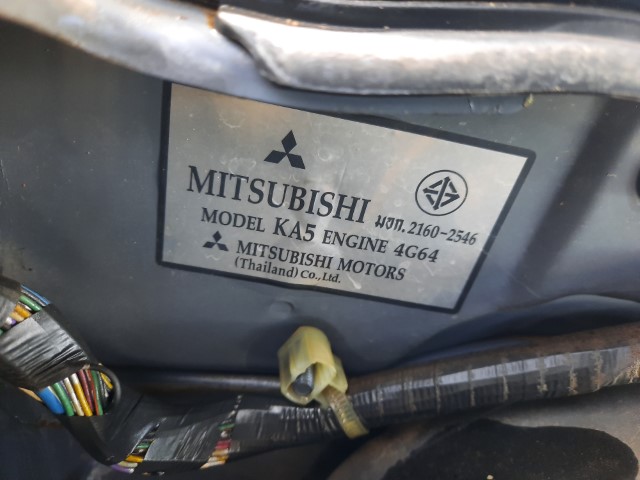 MITSUBISHI
มอก.2160-2546
MODEL KA5 ENGINE 4G64
MITSUBISHI MOTORS
(Thailand) Co., Ltd.